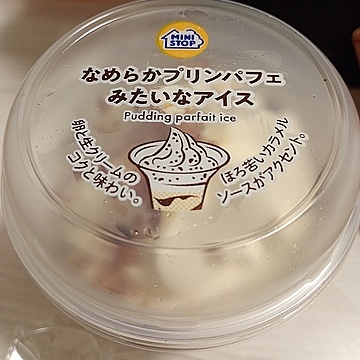 MINI
STOP
なめらかプリンパフェ
みたいなアイス
Pudding parfait ice
卵と生クリームの
コクと味わい。
ほろ苦いカラメル
ソースがアクセント。